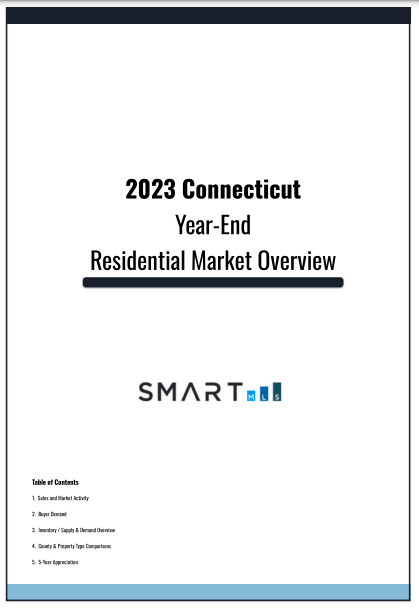 2023 Connecticut
Year-End
Residential Market Overview
SMART MLS
Table of Contents
1. Sales and Market Activity
2. Buyer Demand
3. Inventory / Supply & Demand Overview
4. County & Property Type Comparisons
5. 5-Year Appreciation